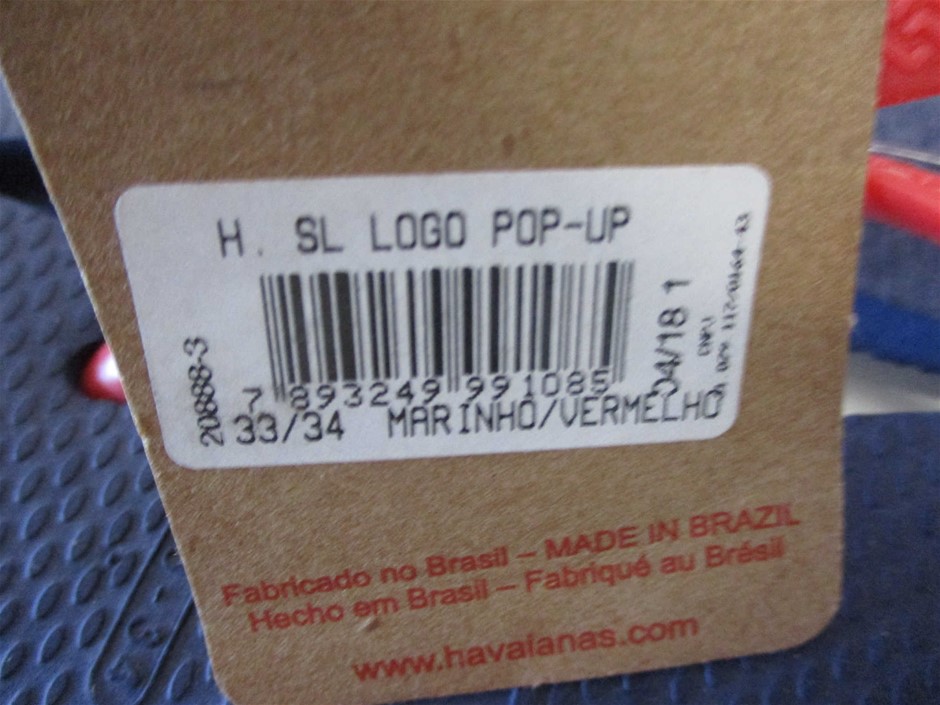 H. SL LOGO POP-UP
7 893249 991085
33/34 MARINHO/VERMELHO
20888-3
04/18 1
CNPJ
Fabricado no Brasil – MADE IN BRAZIL
Hecho em Brasil – Fabriqué au Brésil
www.havaianas.com